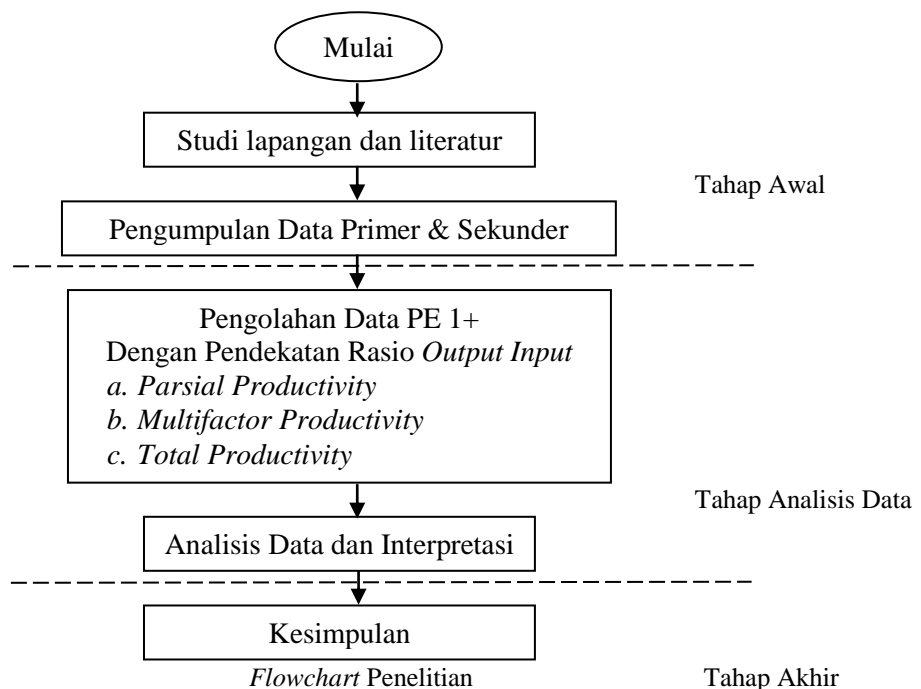 Mulai
Studi lapangan dan literatur
Tahap Awal
Pengumpulan Data Primer & Sekunder
Pengolahan Data PE 1+
Dengan Pendekatan Rasio Output Input
a. Parsial Productivity
b. Multifactor Productivity
c. Total Productivity
Tahap Analisis Data
Analisis Data dan Interpretasi
Kesimpulan
Flowchart Penelitian
Tahap Akhir